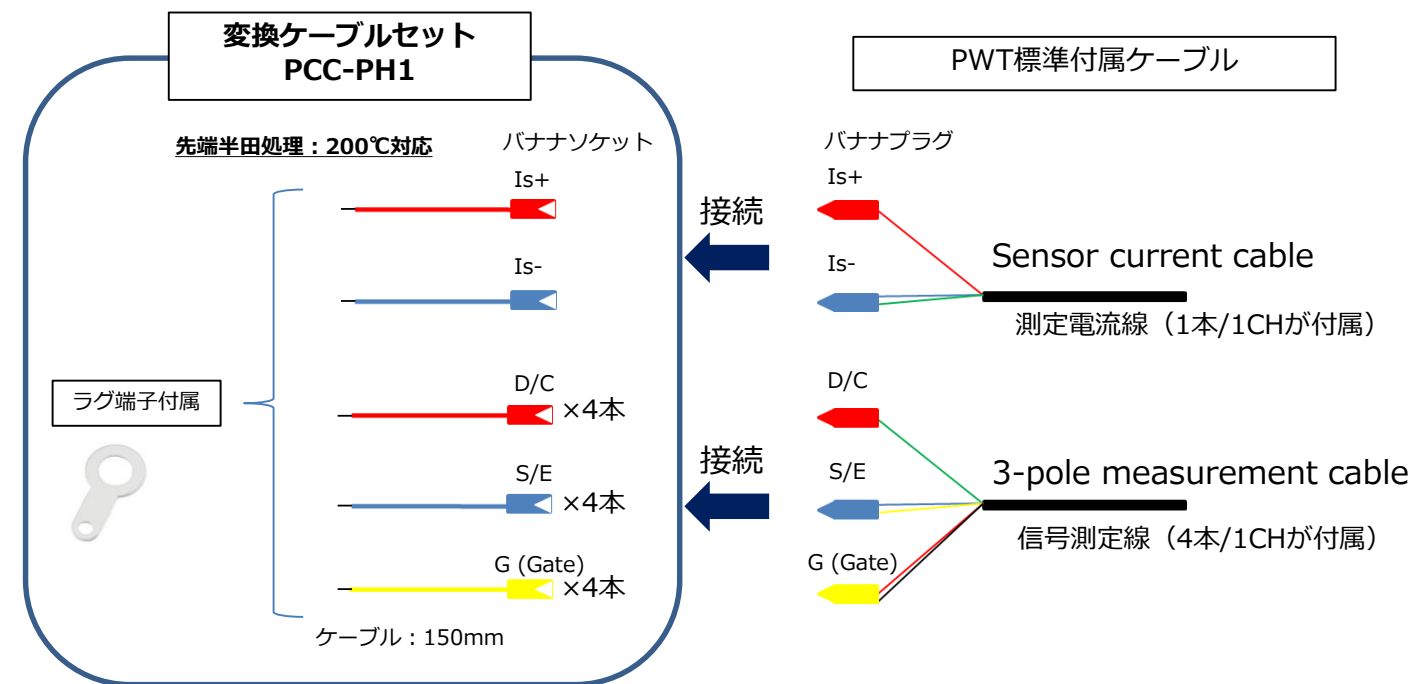 変換ケーブルセット
PCC-PH1
先端半田処理：200℃対応
バナナソケット
Is+
Is-
D/C
×4本
S/E
×4本
G (Gate)
×4本
ラグ端子付属
ケーブル：150mm
接続
接続
PWT標準付属ケーブル
バナナプラグ
Is+
Is-
Sensor current cable
測定電流線（1本/1CHが付属）
D/C
S/E
G (Gate)
3-pole measurement cable
信号測定線（4本/1CHが付属）